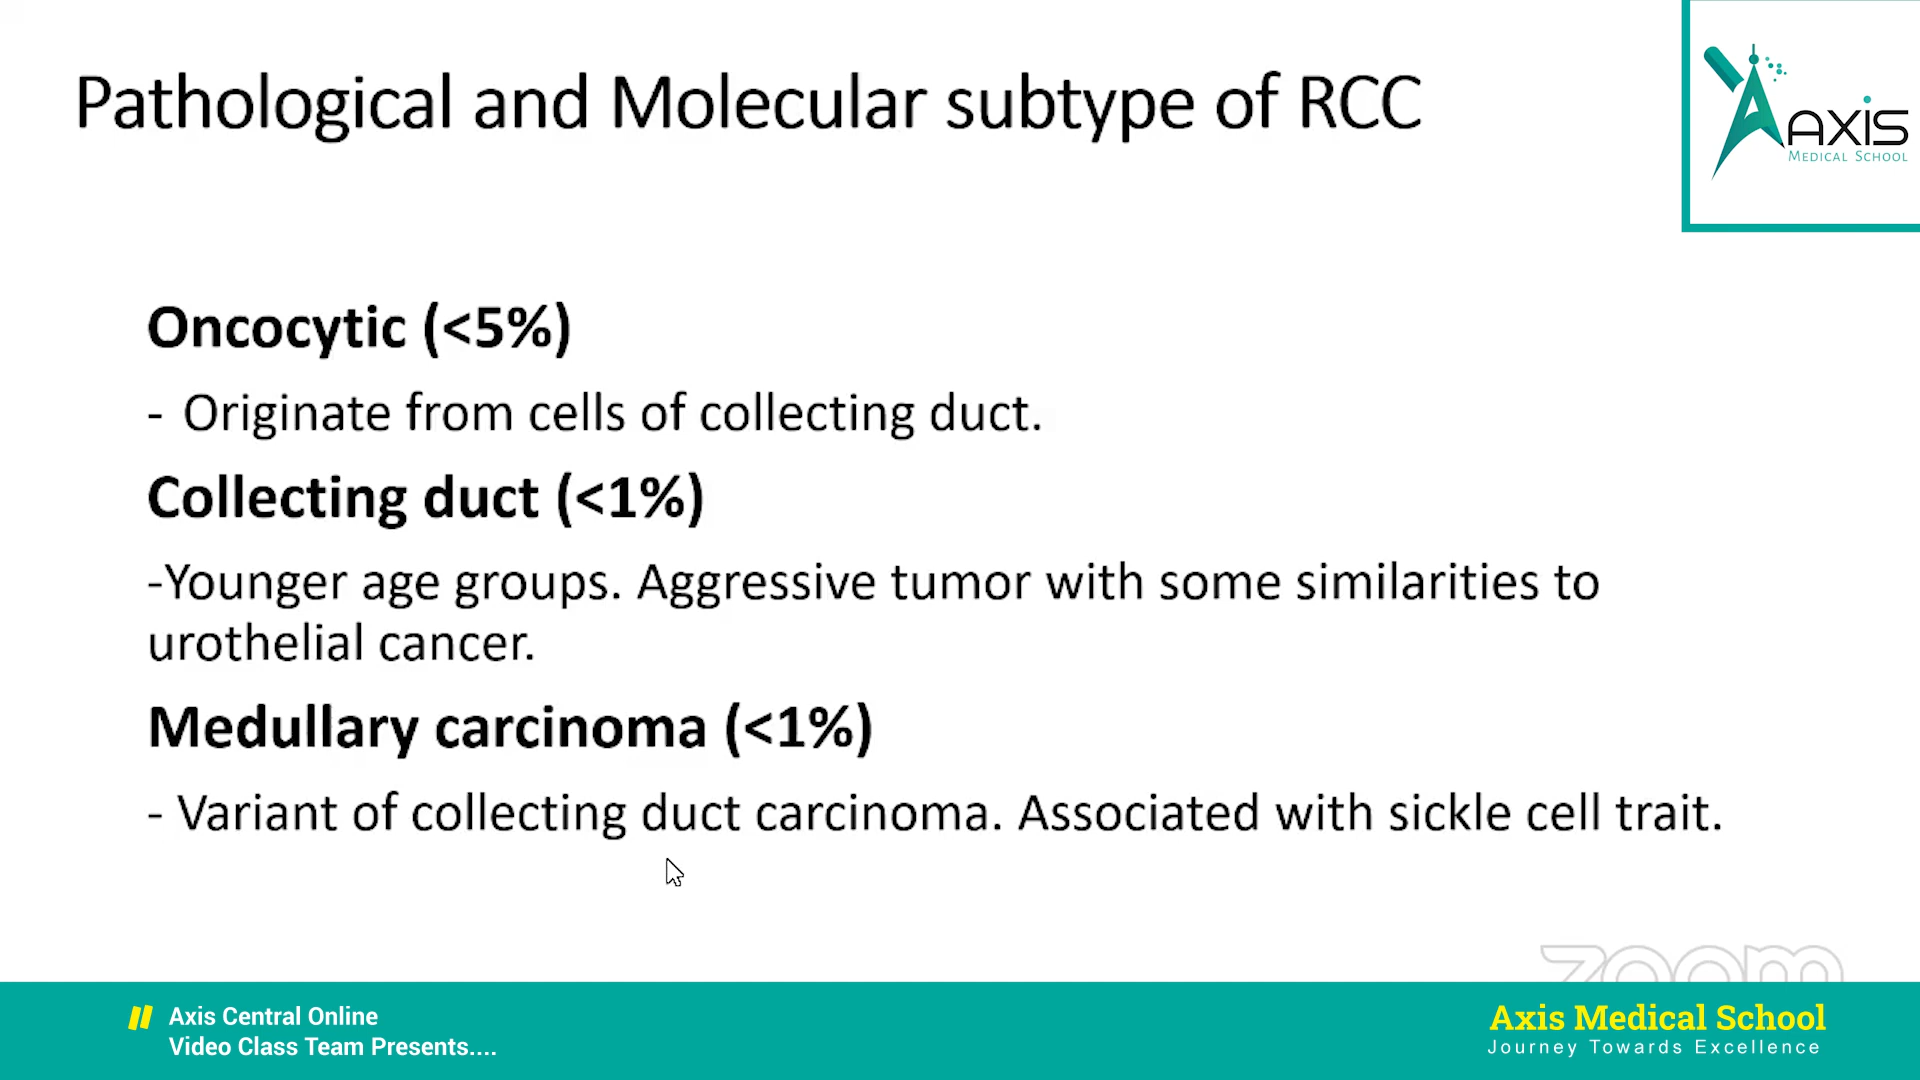 Pathological and Molecular subtype of RCC
AXIS
MEDICAL SCHOOL
Oncocytic (<5%)
- Originate from cells of collecting duct.
Collecting duct (<1%)
-Younger age groups. Aggressive tumor with some similarities to
urothelial cancer.
Medullary carcinoma (<1%)
- Variant of collecting duct carcinoma. Associated with sickle cell trait.
zoom
Axis Central Online
Video Class Team Presents....
Axis Medical School
Journey Towards Excellence